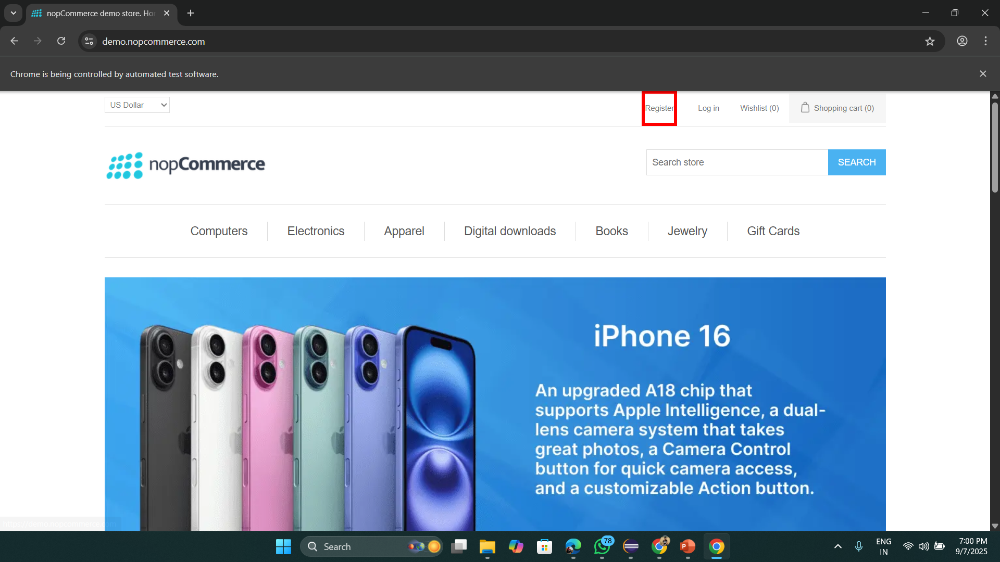 nopCommerce demo store. Hor
demo.nopcommerce.com
Chrome is being controlled by automated test software.
US Dollar
Register
Log in
Wishlist (0)
Shopping cart (0)
nopCommerce
Search store
SEARCH
Computers
Electronics
Apparel
Digital downloads
Books
Jewelry
Gift Cards
iPhone 16
An upgraded A18 chip that
supports Apple Intelligence, a dual-
lens camera system that takes
great photos, a Camera Control
button for quick camera access,
and a customizable Action button.
https://demo.nopcommerce.com
Search
78
P
ENG
IN
7:00 PM
9/7/2025